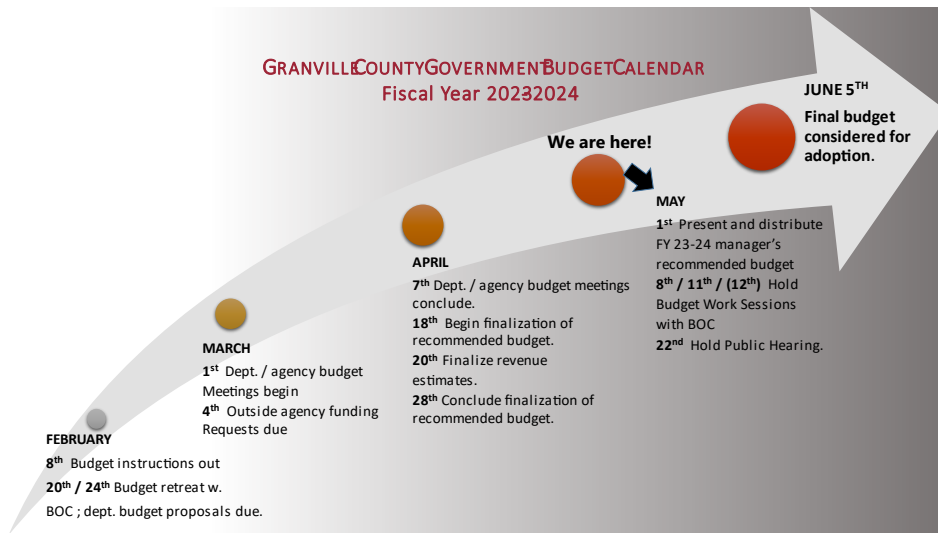 GRANVILLE COUNTY GOVERNMENT BUDGET CALENDAR
Fiscal Year 2023-2024
FEBRUARY
8th Budget instructions out
20th / 24th Budget retreat w.
BOC ; dept. budget proposals due.
MARCH
1st Dept. / agency budget
Meetings begin
4th Outside agency funding
Requests due
APRIL
7th Dept. / agency budget meetings
conclude.
18th Begin finalization of
recommended budget.
20th Finalize revenue
estimates.
28th Conclude finalization of
recommended budget.
We are here!
MAY
1st Present and distribute
FY 23-24 manager's
recommended budget
8th / 11th / (12th) Hold
Budget Work Sessions
with BOC
22nd Hold Public Hearing.
JUNE 5TH
Final budget
considered for
adoption.